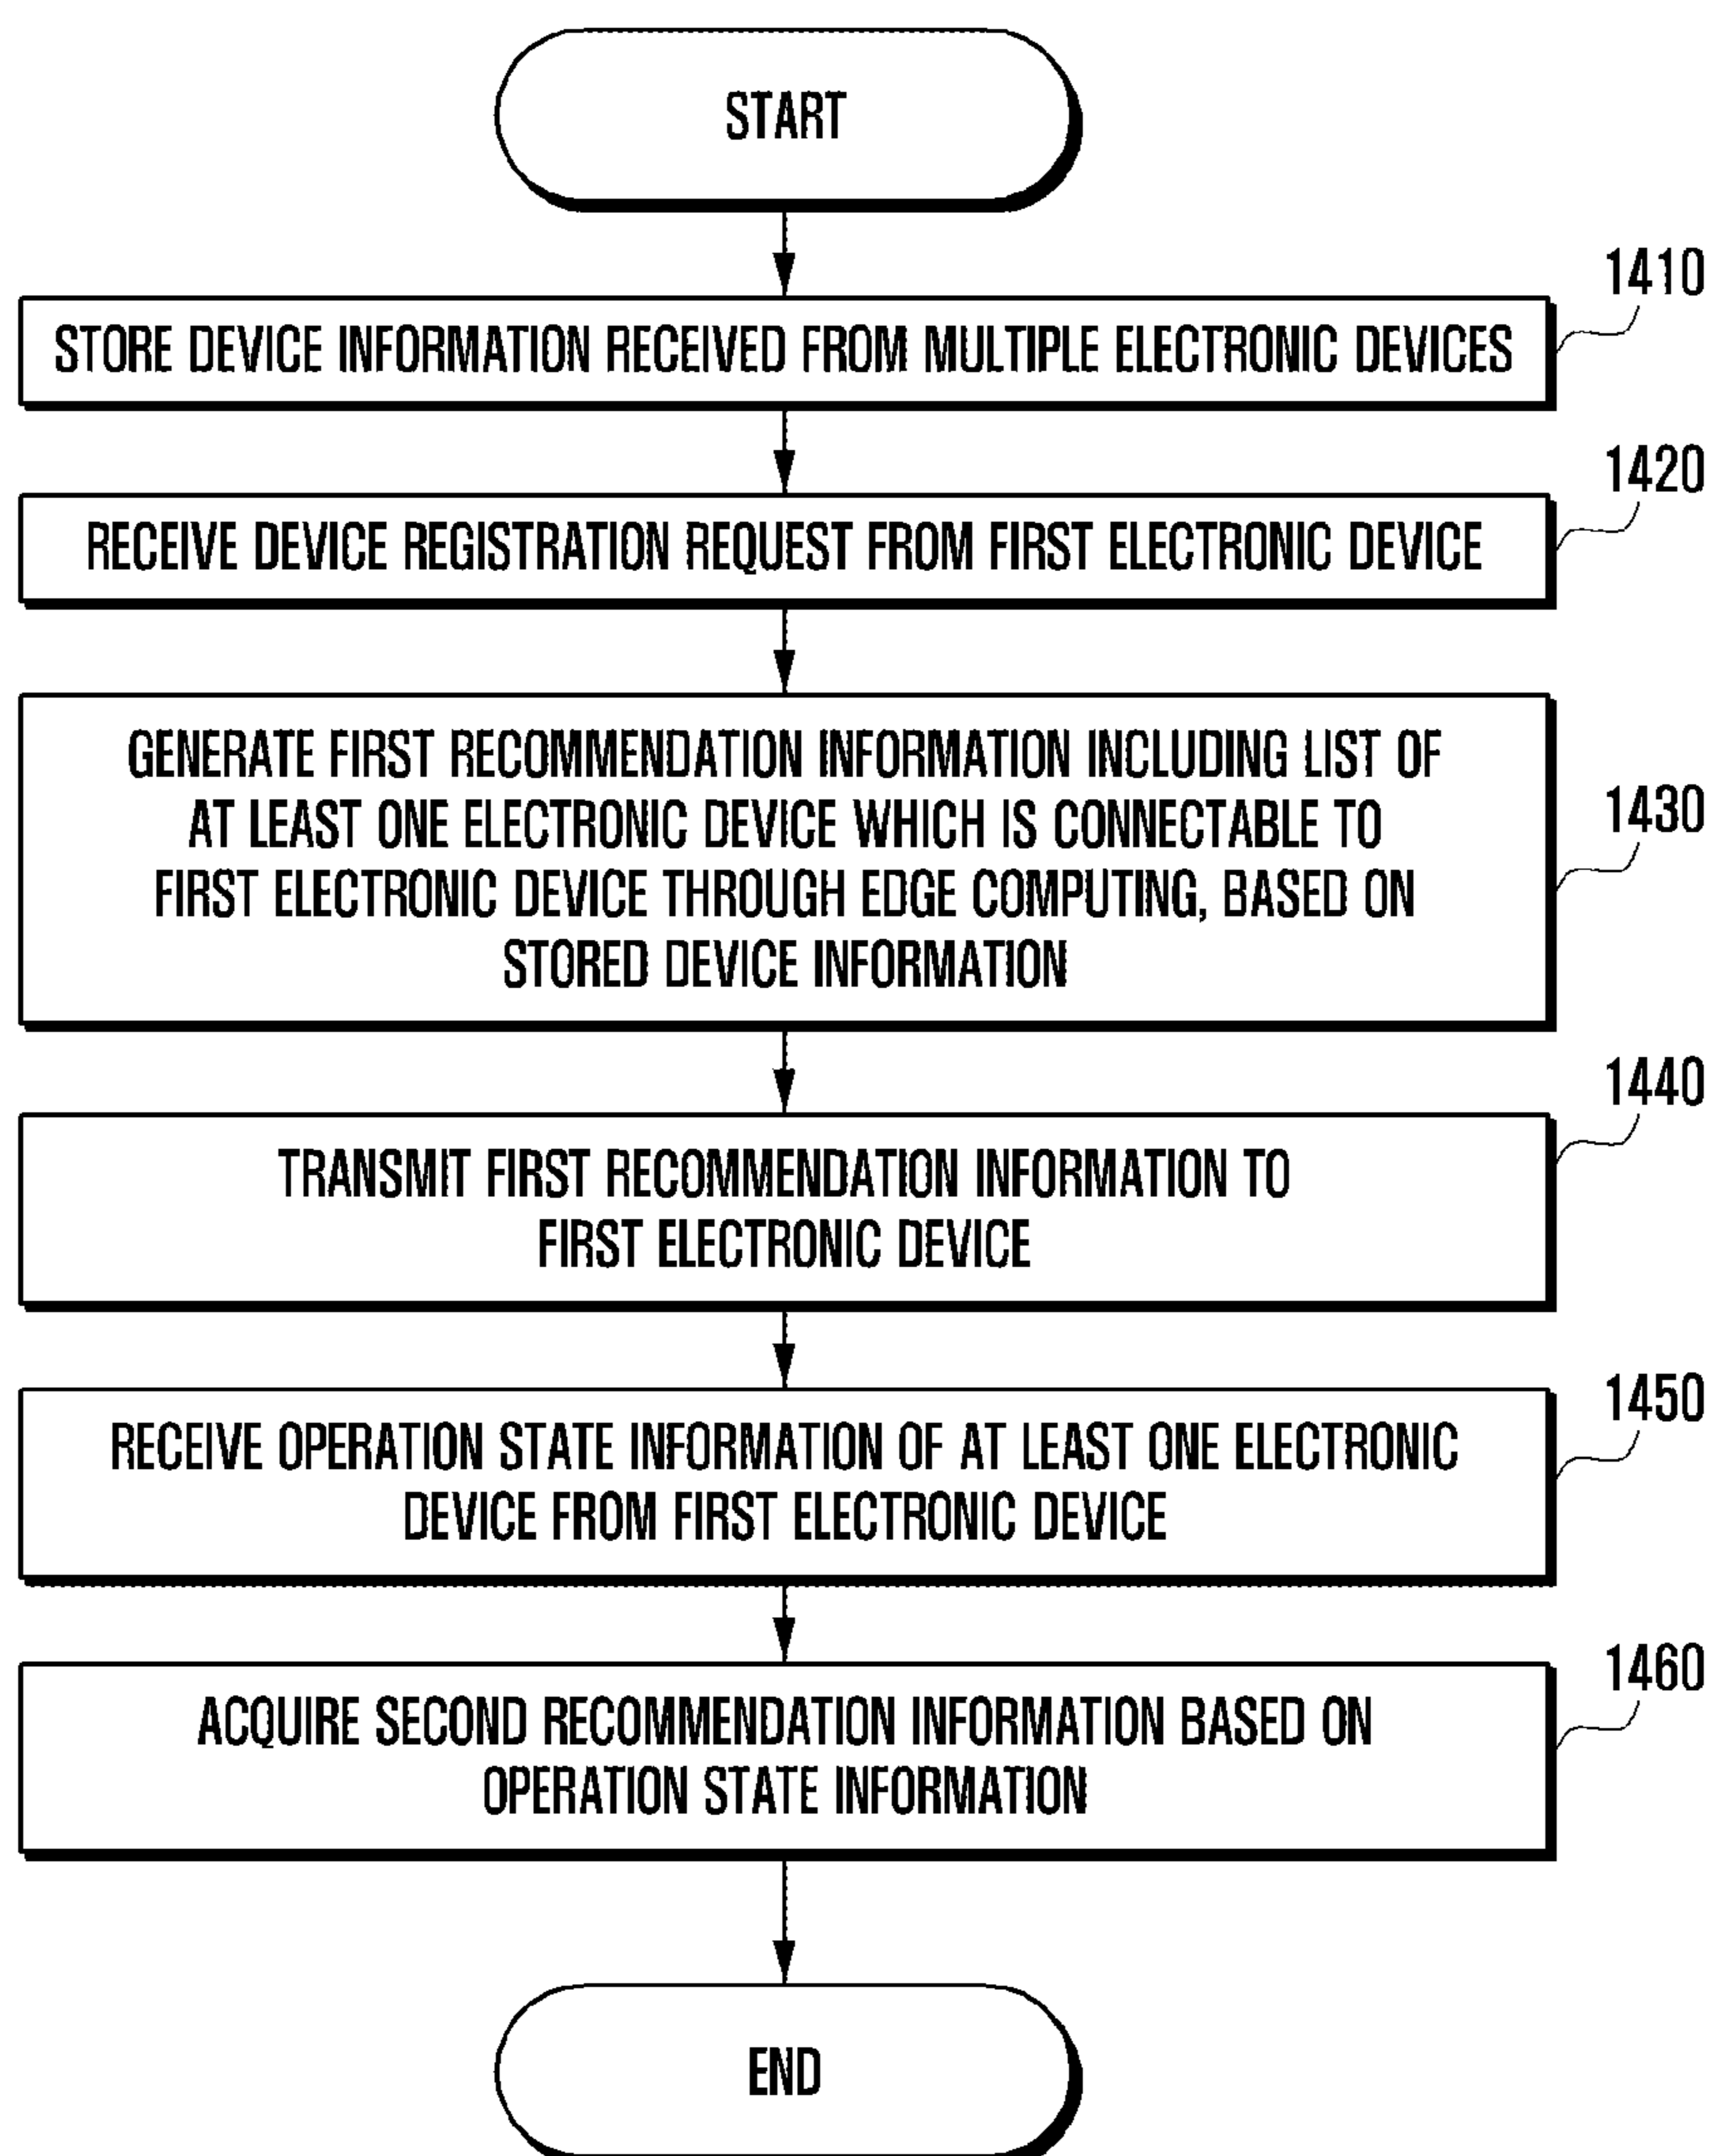 START
1410
STORE DEVICE INFORMATION RECEIVED FROM MULTIPLE ELECTRONIC DEVICES
1420
RECEIVE DEVICE REGISTRATION REQUEST FROM FIRST ELECTRONIC DEVICE
1430
GENERATE FIRST RECOMMENDATION INFORMATION INCLUDING LIST OF
AT LEAST ONE ELECTRONIC DEVICE WHICH IS CONNECTABLE TO
FIRST ELECTRONIC DEVICE THROUGH EDGE COMPUTING, BASED ON
STORED DEVICE INFORMATION
1440
TRANSMIT FIRST RECOMMENDATION INFORMATION TO
FIRST ELECTRONIC DEVICE
1450
RECEIVE OPERATION STATE INFORMATION OF AT LEAST ONE ELECTRONIC
DEVICE FROM FIRST ELECTRONIC DEVICE
1460
ACQUIRE SECOND RECOMMENDATION INFORMATION BASED ON
OPERATION STATE INFORMATION
END